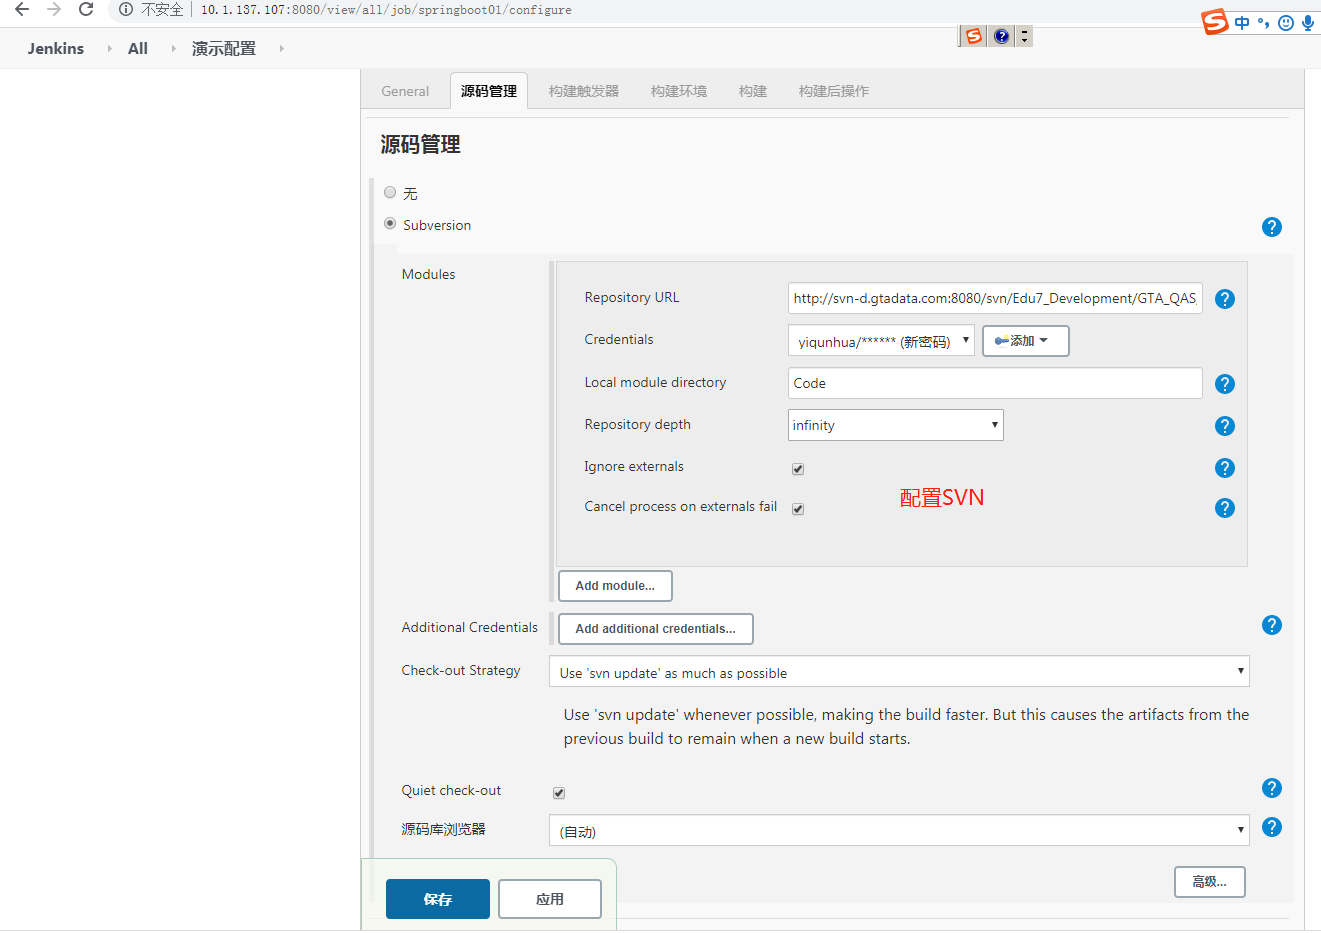 不安全 10.1.137.107:8080/view/all/job/springboot01/configure
中
Jenkins All 演示配置
General 源码管理 构建触发器 构建环境 构建 构建后操作
源码管理
无
Subversion
Modules
Repository URL http://svn-d.gtadata.com:8080/svn/Edu7_Development/GTA_QAS
Credentials yiqunhua/****** (新密码) 添加
Local module directory Code
Repository depth infinity
Ignore externals
配置SVN
Cancel process on externals fail
Add module...
Additional Credentials Add additional credentials...
Check-out Strategy Use 'svn update' as much as possible
Use 'svn update' whenever possible, making the build faster. But this causes the artifacts from the
previous build to remain when a new build starts.
Quiet check-out
源码库浏览器 (自动)
高级...
保存 应用